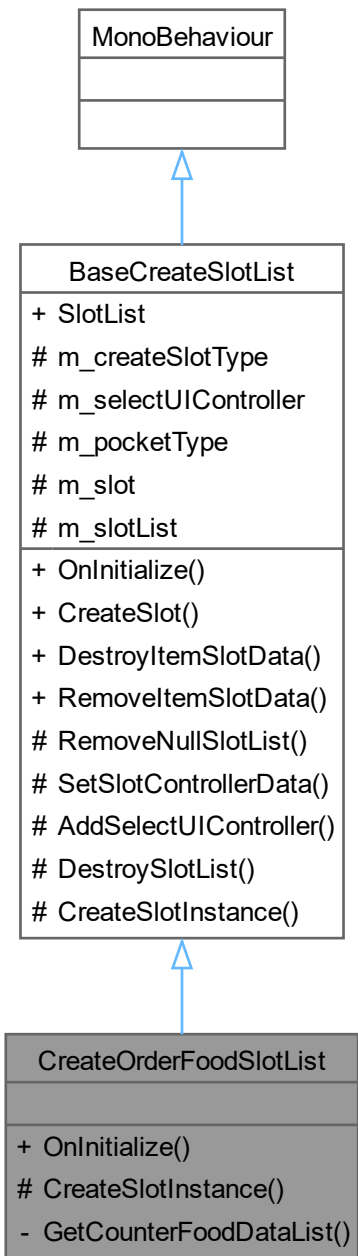 MonoBehaviour
BaseCreateSlotList
+ SlotList
# m_createSlotType
# m_selectUIController
# m_pocketType
# m_slot
# m_slotList
+ OnInitialize()
+ CreateSlot()
+ DestroyItemSlotData()
+ RemoveItemSlotData()
# RemoveNullSlotList()
# SetSlotControllerData()
# AddSelectUIController()
# DestroySlotList()
# CreateSlotInstance()
CreateOrderFoodSlotList
+ OnInitialize()
# CreateSlotInstance()
- GetCounterFoodDataList()